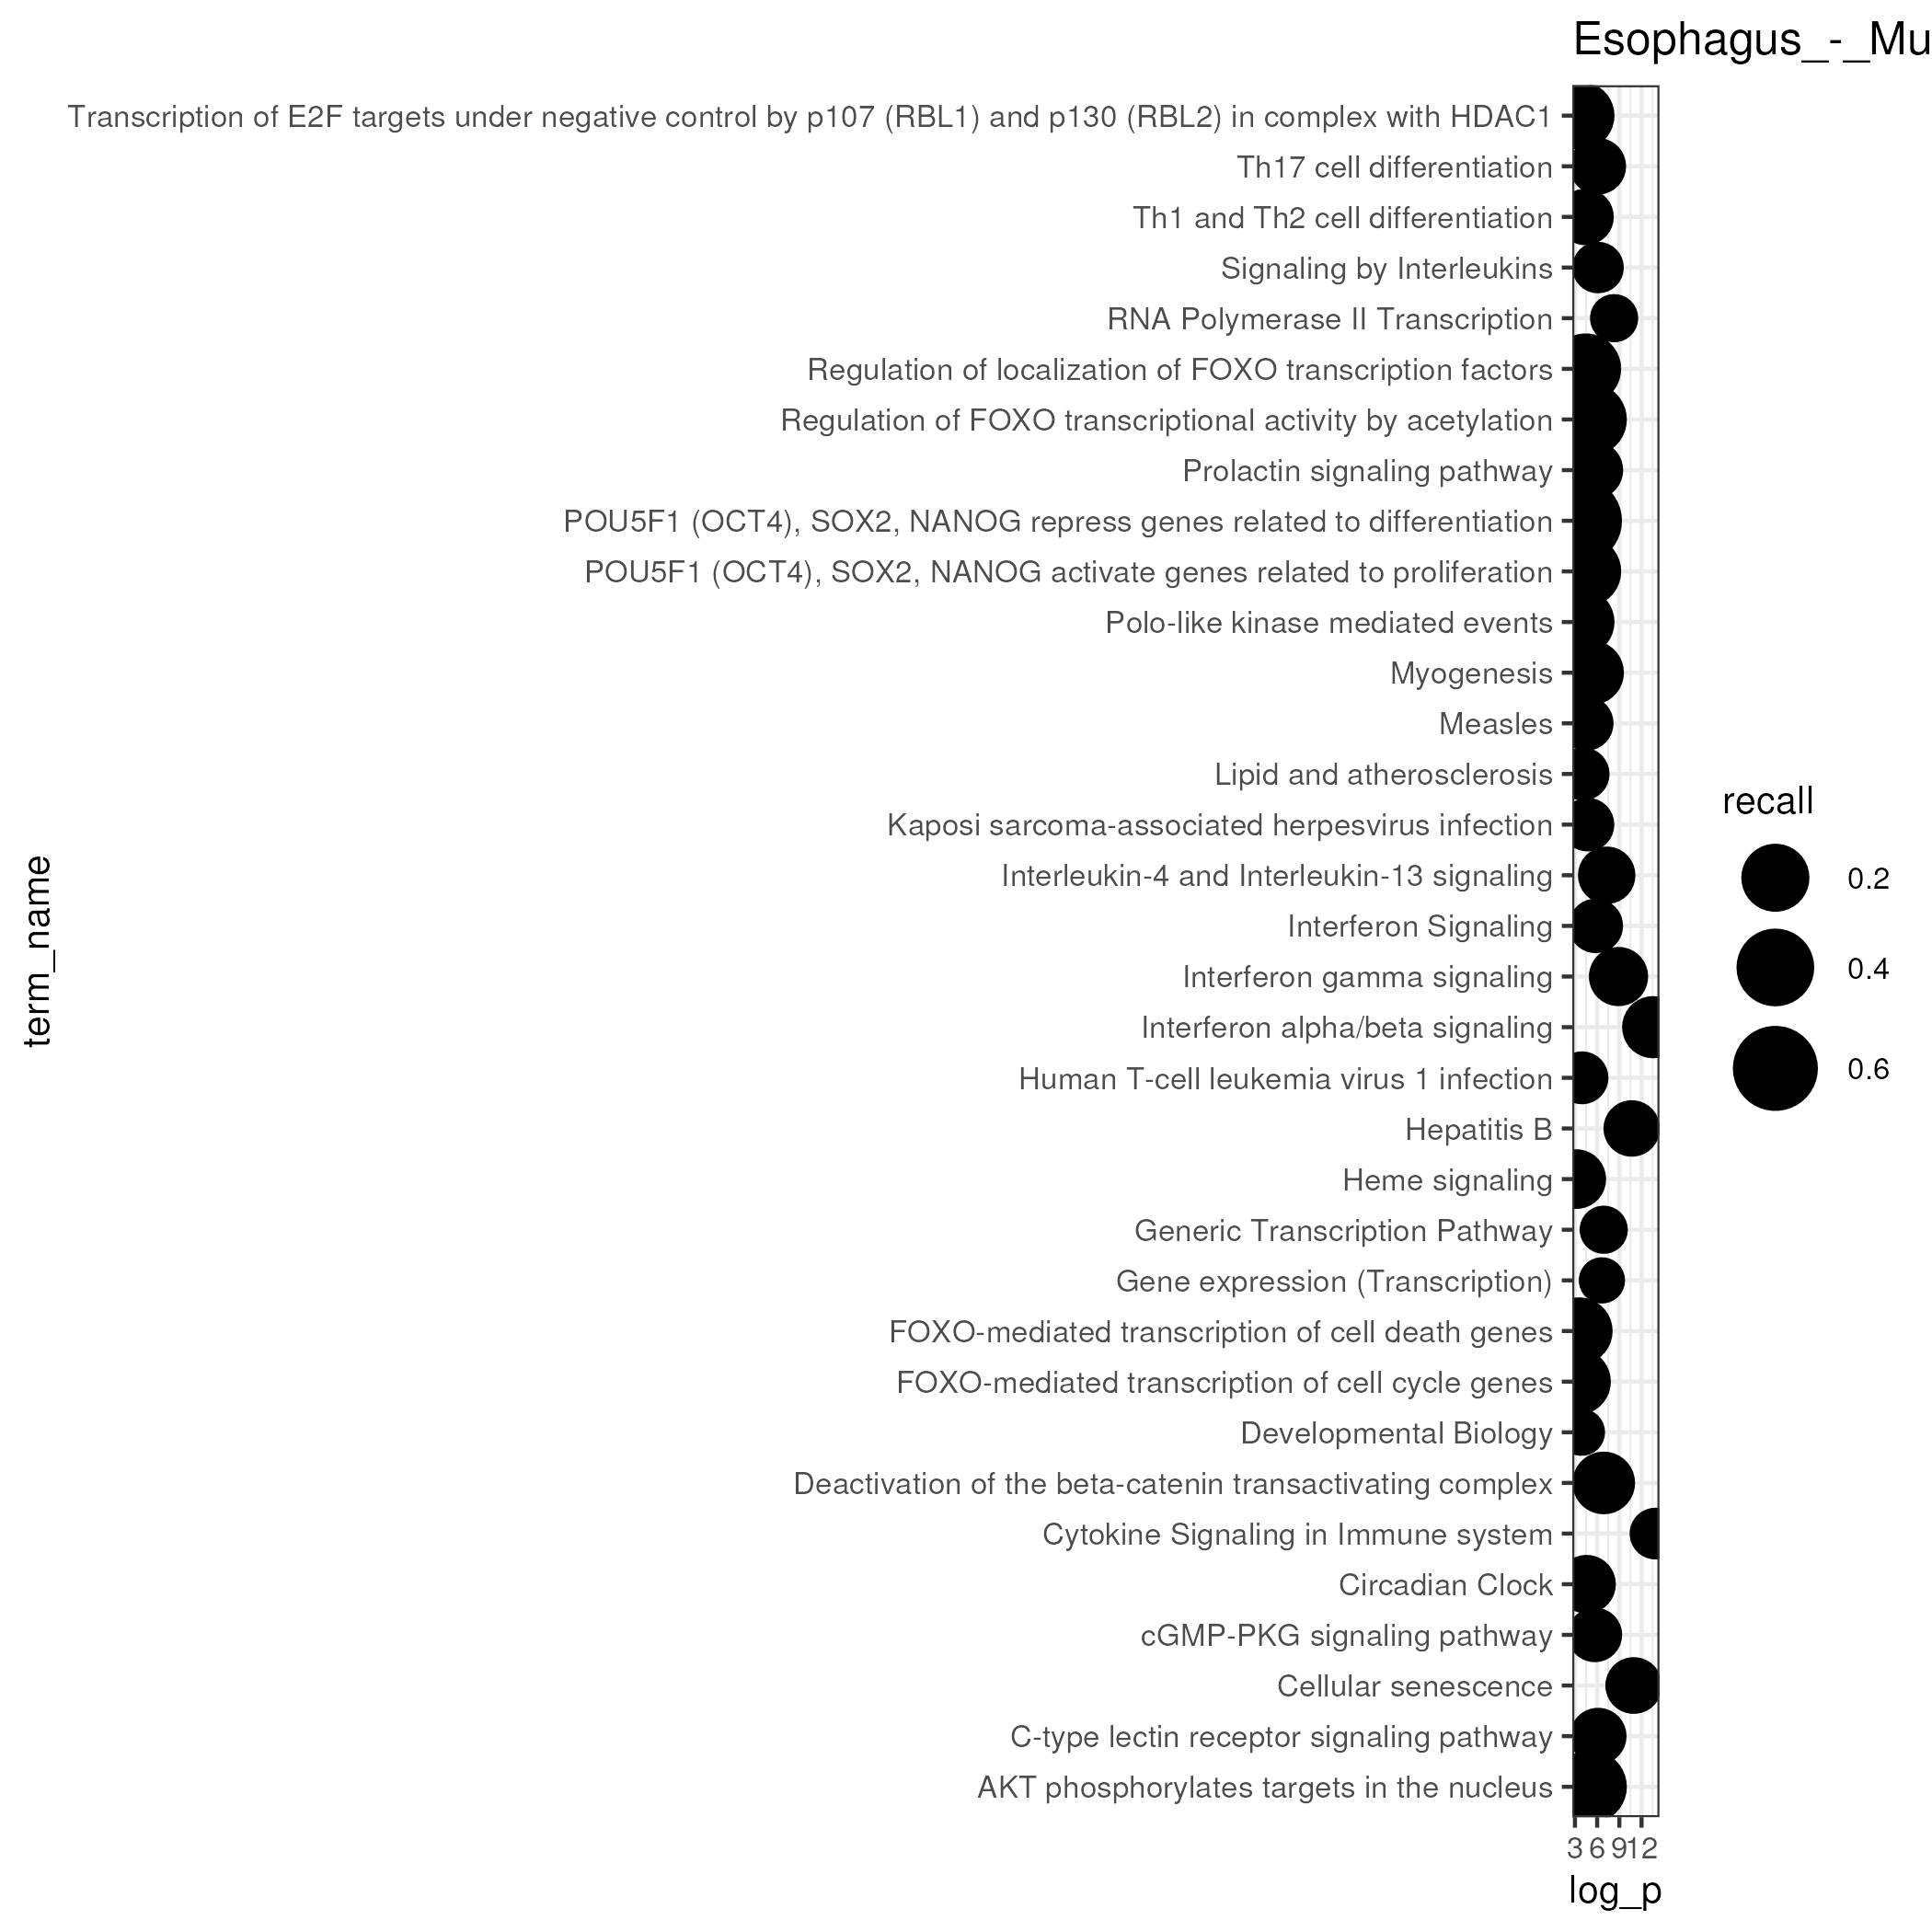 Esophagus_-_Mu
Transcription of E2F targets under negative control by p107 (RBL1) and p130 (RBL2) in complex with HDAC1
Th17 cell differentiation
Th1 and Th2 cell differentiation
Signaling by Interleukins
RNA Polymerase II Transcription
Regulation of localization of FOXO transcription factors
Regulation of FOXO transcriptional activity by acetylation
Prolactin signaling pathway
POU5F1 (OCT4), SOX2, NANOG repress genes related to differentiation
POU5F1 (OCT4), SOX2, NANOG activate genes related to proliferation
Polo-like kinase mediated events
Myogenesis
Measles
Lipid and atherosclerosis
Kaposi sarcoma-associated herpesvirus infection
Interleukin-4 and Interleukin-13 signaling
Interferon Signaling
Interferon gamma signaling
Interferon alpha/beta signaling
Human T-cell leukemia virus 1 infection
Hepatitis B
Heme signaling
Generic Transcription Pathway
Gene expression (Transcription)
FOXO-mediated transcription of cell death genes
FOXO-mediated transcription of cell cycle genes
Developmental Biology
Deactivation of the beta-catenin transactivating complex
Cytokine Signaling in Immune system
Circadian Clock
cGMP-PKG signaling pathway
Cellular senescence
C-type lectin receptor signaling pathway
AKT phosphorylates targets in the nucleus
term_name
3 6 9 12
log_p
recall
0.2
0.4
0.6